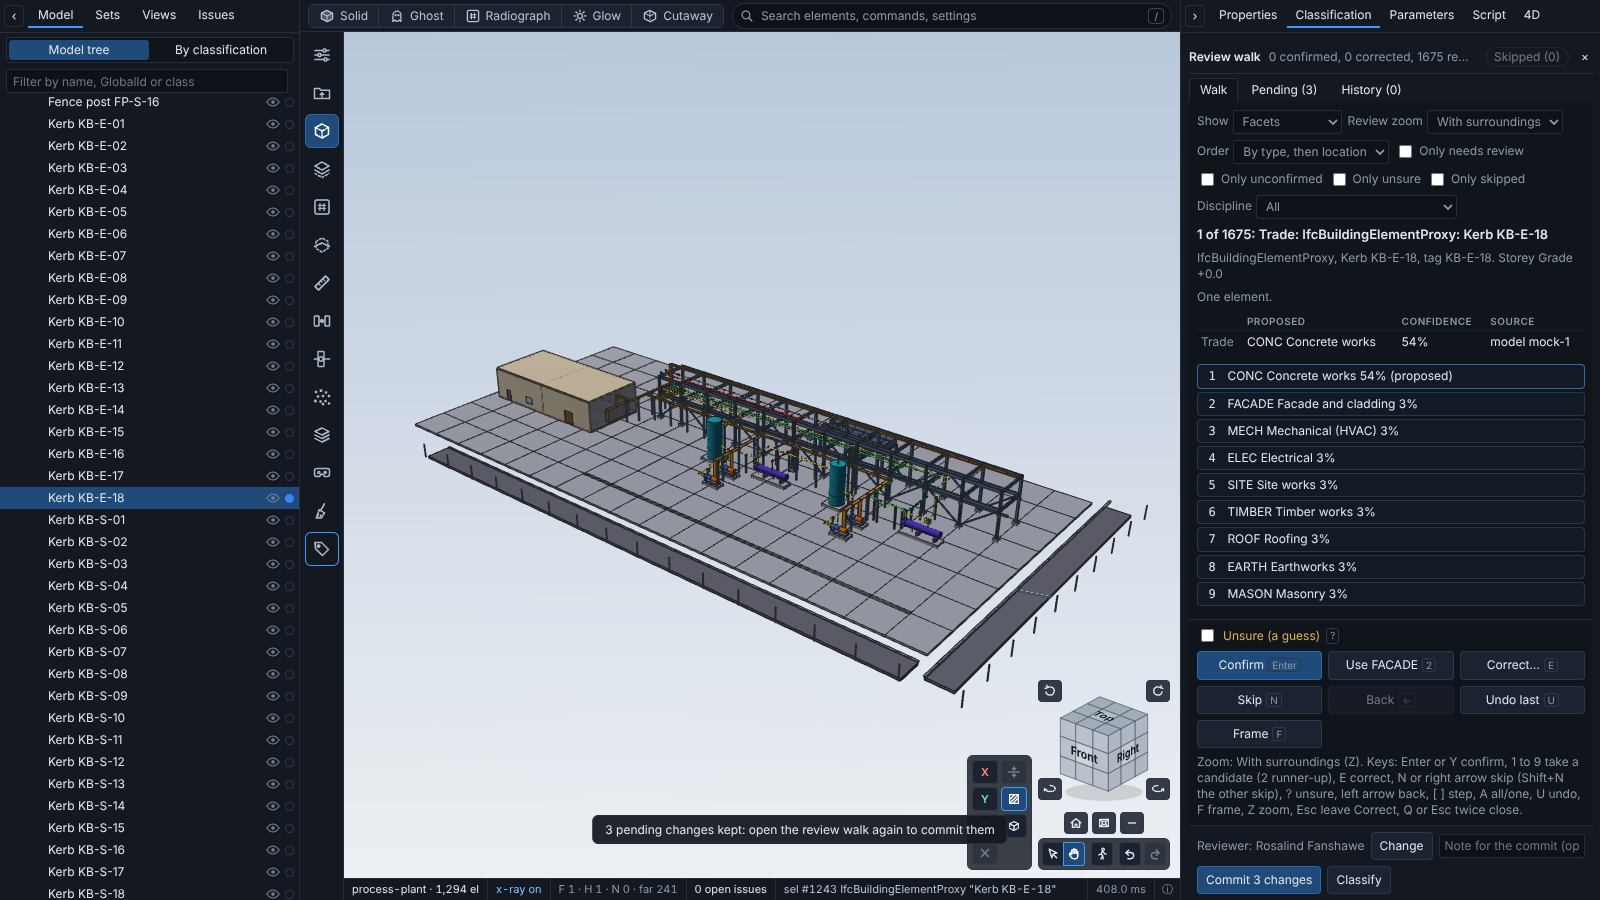 Model Sets Views Issues
Solid Ghost Radiograph Glow Cutaway
Search elements, commands, settings /
Properties Classification Parameters Script 4D
Model tree By classification
Filter by name, GlobalId or class
Fence post FP-S-16
Kerb KB-E-01
Kerb KB-E-02
Kerb KB-E-03
Kerb KB-E-04
Kerb KB-E-05
Kerb KB-E-06
Kerb KB-E-07
Kerb KB-E-08
Kerb KB-E-09
Kerb KB-E-10
Kerb KB-E-11
Kerb KB-E-12
Kerb KB-E-13
Kerb KB-E-14
Kerb KB-E-15
Kerb KB-E-16
Kerb KB-E-17
Kerb KB-E-18
Kerb KB-S-01
Kerb KB-S-02
Kerb KB-S-03
Kerb KB-S-04
Kerb KB-S-05
Kerb KB-S-06
Kerb KB-S-07
Kerb KB-S-08
Kerb KB-S-09
Kerb KB-S-10
Kerb KB-S-11
Kerb KB-S-12
Kerb KB-S-13
Kerb KB-S-14
Kerb KB-S-15
Kerb KB-S-16
Kerb KB-S-17
Kerb KB-S-18
Top
Front
Right
X
Y
3 pending changes kept: open the review walk again to commit them
process-plant · 1,294 el x-ray on F 1 · H 1 · N 0 · far 241 0 open issues sel #1243 IfcBuildingElementProxy "Kerb KB-E-18" 408.0 ms
Review walk 0 confirmed, 0 corrected, 1675 re... Skipped (0) ×
Walk Pending (3) History (0)
Show Facets Review zoom With surroundings
Order By type, then location Only needs review
Only unconfirmed Only unsure Only skipped
Discipline All
1 of 1675: Trade: IfcBuildingElementProxy: Kerb KB-E-18
IfcBuildingElementProxy, Kerb KB-E-18, tag KB-E-18. Storey Grade
+0.0
One element.
PROPOSED CONFIDENCE SOURCE
Trade CONC Concrete works 54% model mock-1
1 CONC Concrete works 54% (proposed)
2 FACADE Facade and cladding 3%
3 MECH Mechanical (HVAC) 3%
4 ELEC Electrical 3%
5 SITE Site works 3%
6 TIMBER Timber works 3%
7 ROOF Roofing 3%
8 EARTH Earthworks 3%
9 MASON Masonry 3%
Unsure (a guess) ?
Confirm Enter Use FACADE 2 Correct... E
Skip N Back ← Undo last U
Frame F
Zoom: With surroundings (Z). Keys: Enter or Y confirm, 1 to 9 take a
candidate (2 runner-up), E correct, N or right arrow skip (Shift+N
the other skip), ? unsure, left arrow back, [ ] step, A all/one, U undo,
F frame, Z zoom, Esc leave Correct, Q or Esc twice close.
Reviewer: Rosalind Fanshawe Change Note for the commit (op
Commit 3 changes Classify